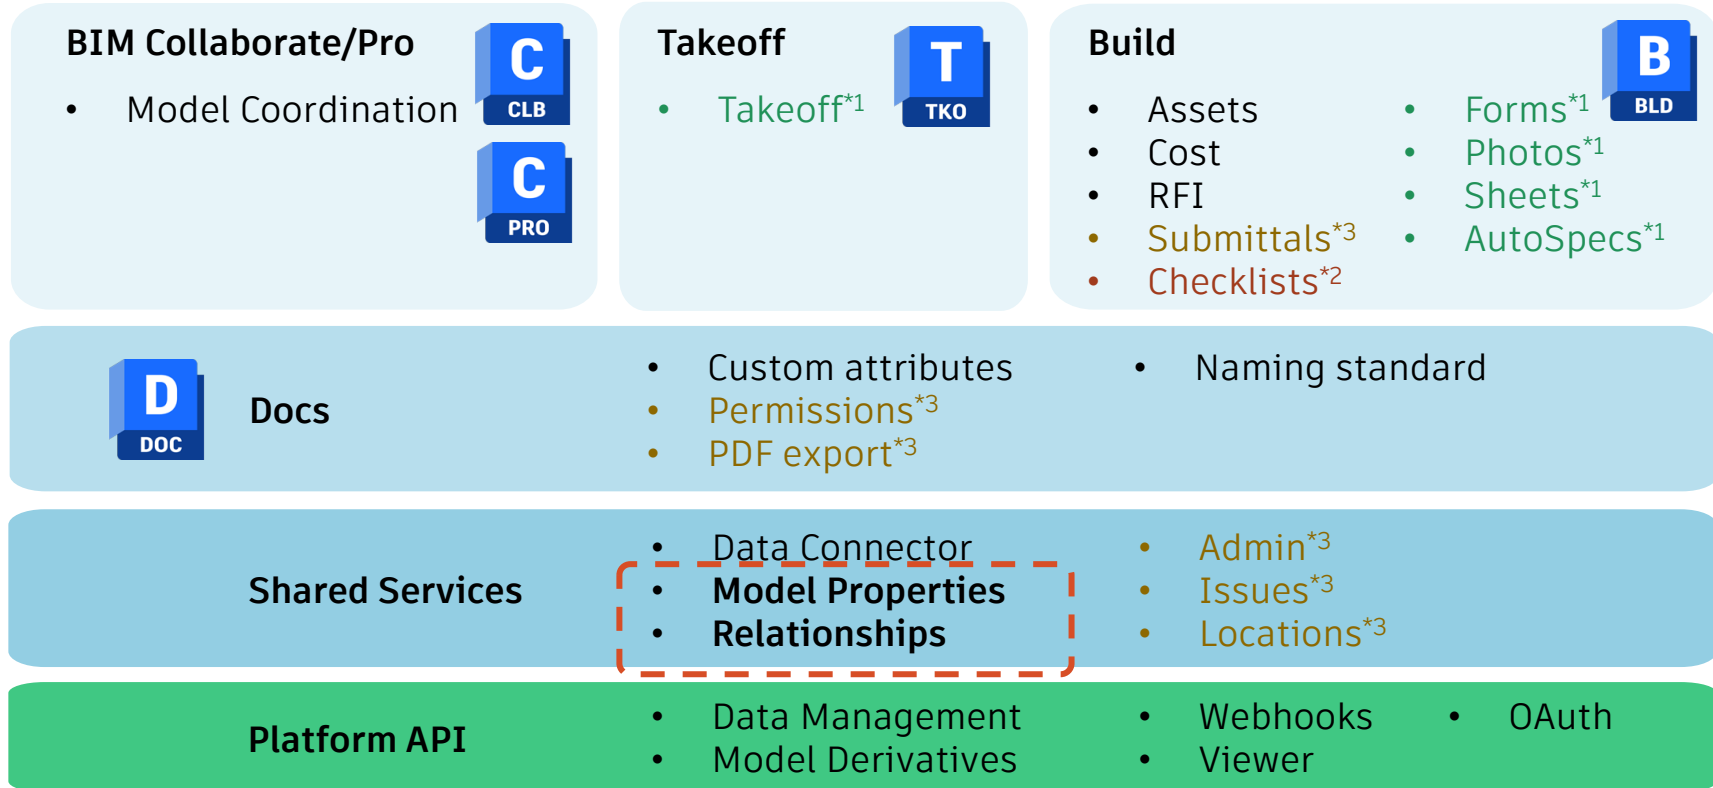 BIM Collaborate/Pro
• Model Coordination
C
CLB
C
PRO
Takeoff
• Takeoff*1
T
TKO
Build
• Assets
• Cost
• RFI
• Submittals*3
• Checklists*2
• Forms*1
• Photos*1
• Sheets*1
• AutoSpecs*1
B
BLD
D
DOC
Docs
• Custom attributes
• Permissions*3
• PDF export*3
• Naming standard
Shared Services
• Data Connector
• Model Properties
• Relationships
• Admin*3
• Issues*3
• Locations*3
Platform API
• Data Management
• Model Derivatives
• Webhooks
• Viewer
• OAuth